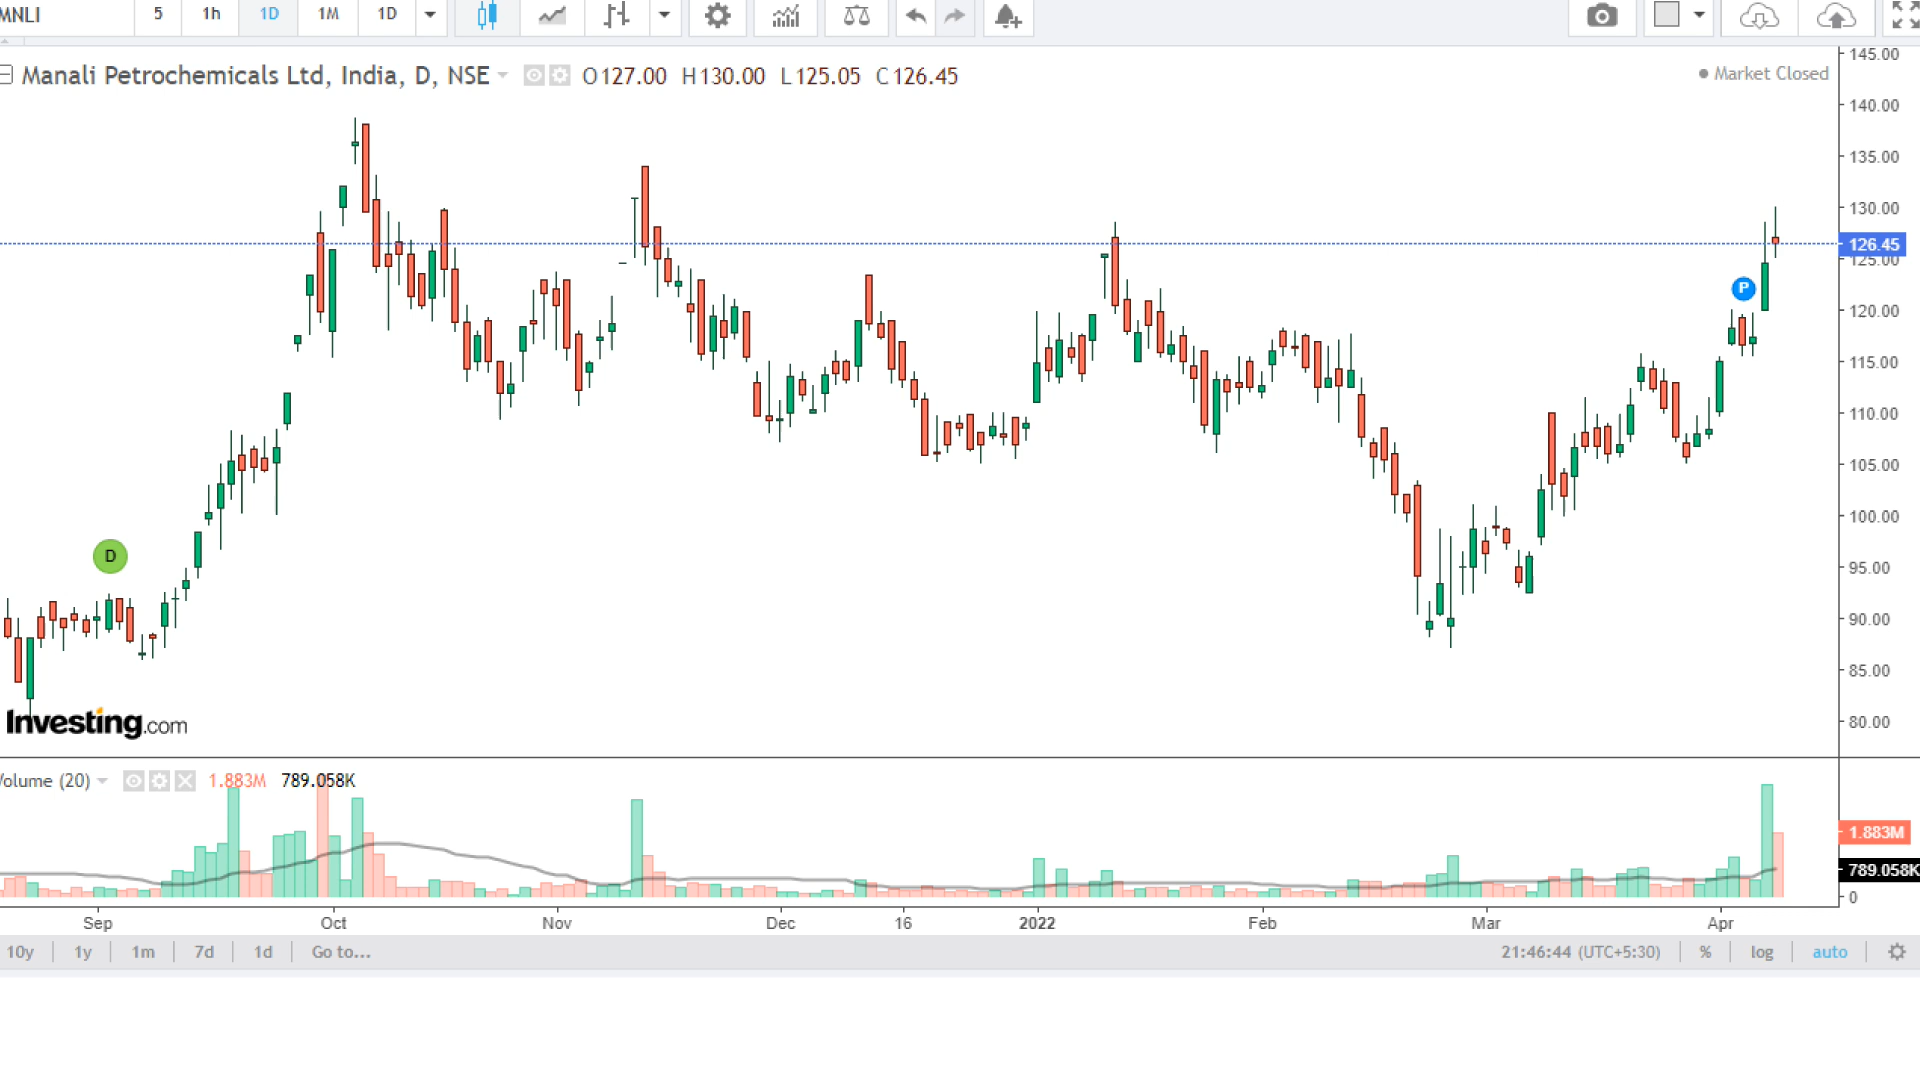 MNLI 5 1h 1D 1M 1D
Manali Petrochemicals Ltd, India, D, NSE O127.00 H130.00 L125.05 C126.45
Market Closed
145.00
140.00
135.00
130.00
126.45
125.00
120.00
115.00
110.00
105.00
100.00
95.00
90.00
85.00
80.00
P
D
Investing.com
Volume (20) 1.883M 789.058K
1.883M
789.058K
0
Sep Oct Nov Dec 16 2022 Feb Mar Apr
10y 1y 1m 7d 1d Go to... 21:46:44 (UTC+5:30) % log auto